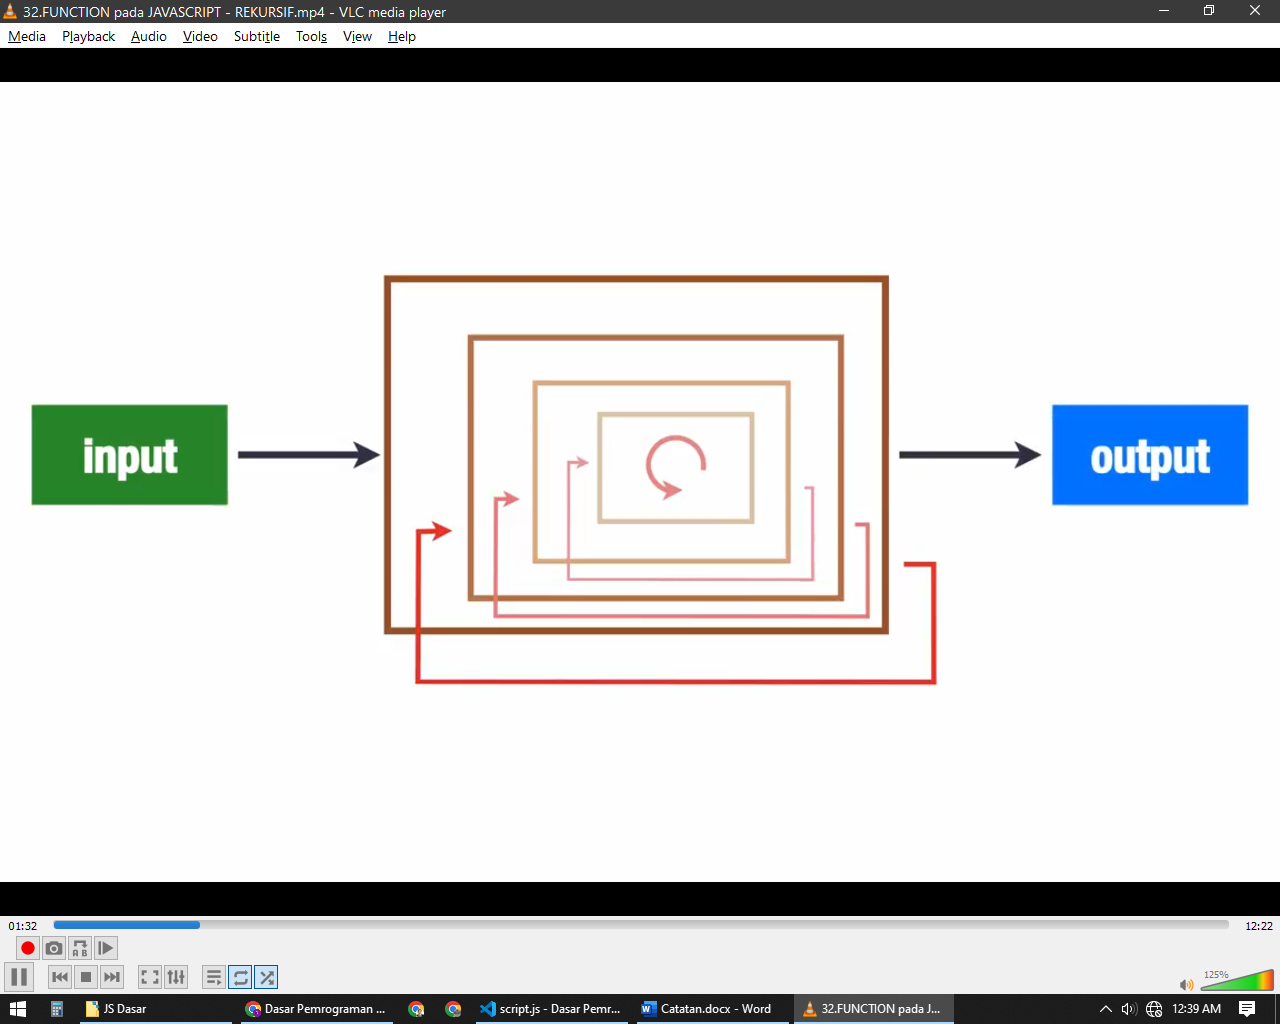 32.FUNCTION pada JAVASCRIPT - REKURSIF.mp4 - VLC media player
Media Playback Audio Video Subtitle Tools View Help
input
output
01:32
12:22
A B
125%
JS Dasar
Dasar Pemrograman ...
script.js - Dasar Pemr...
Catatan.docx - Word
32.FUNCTION pada J...
12:39 AM